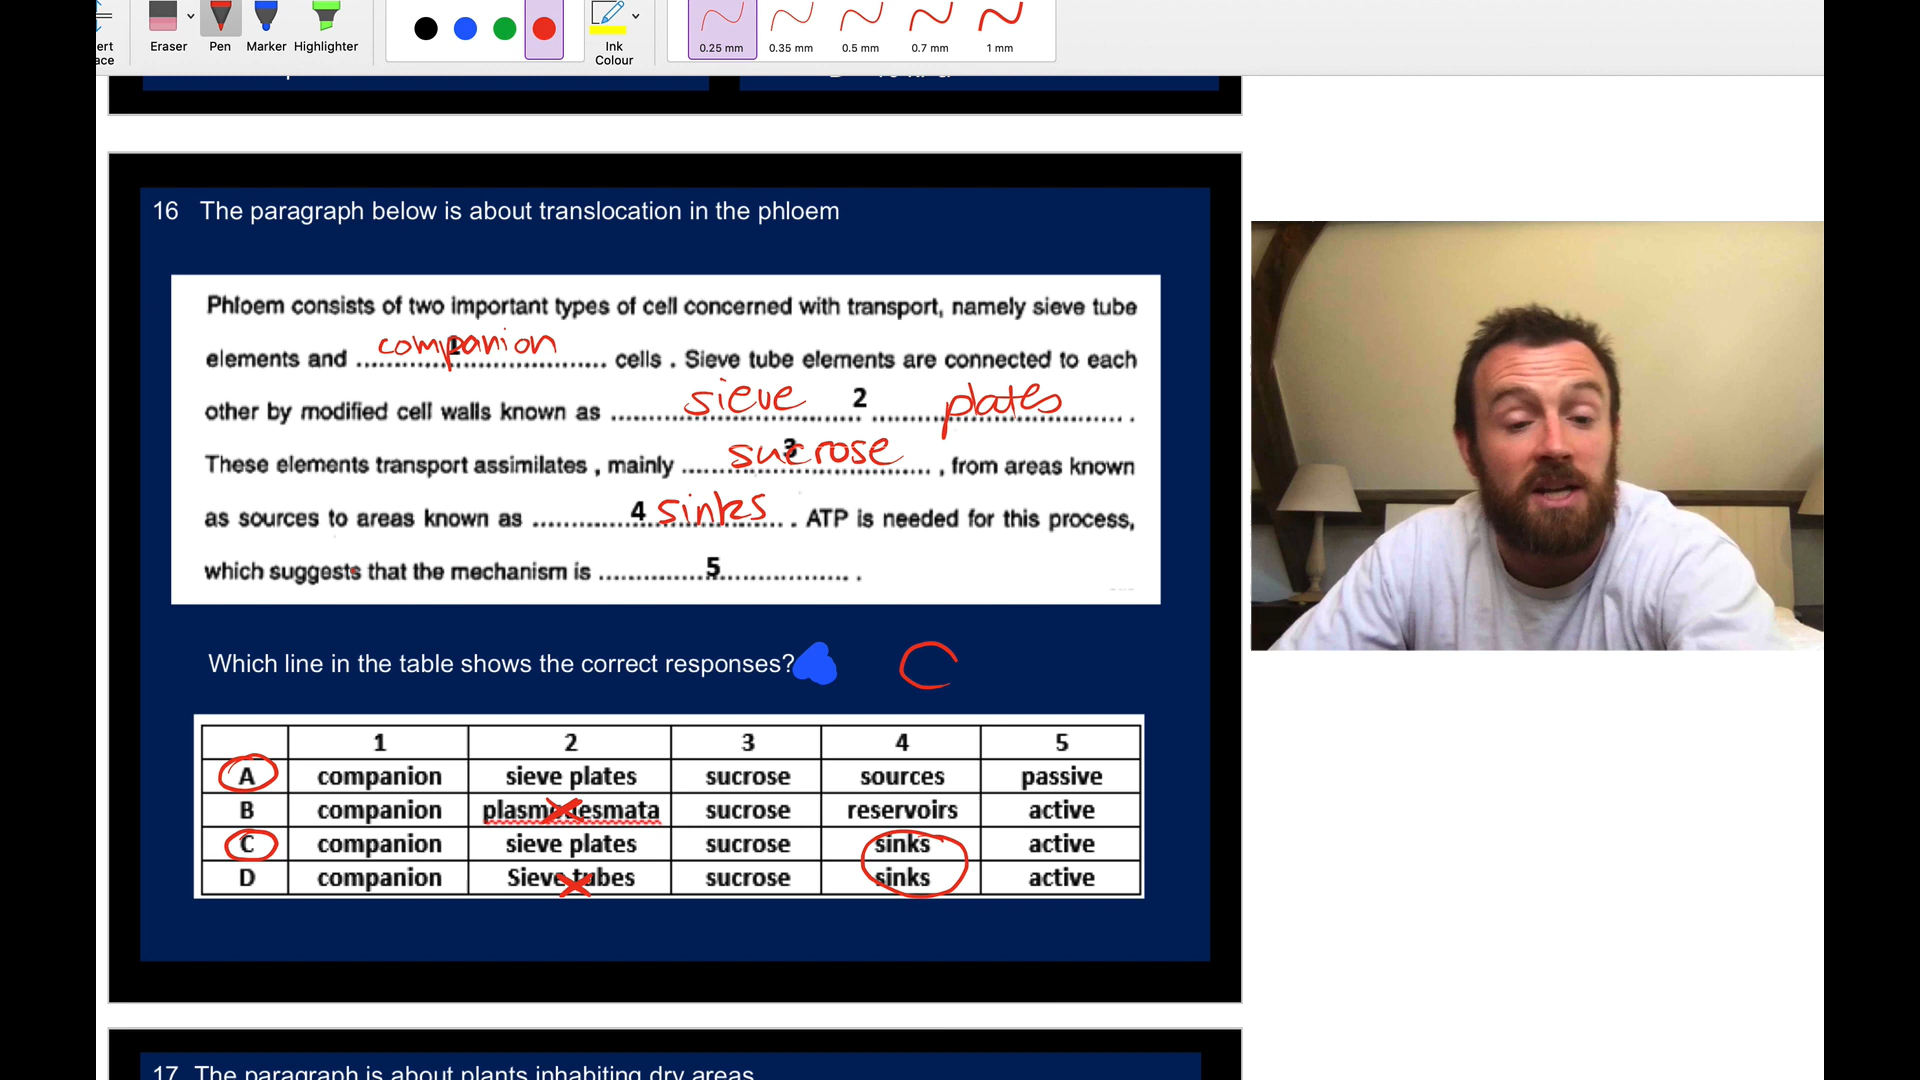 ert
ace
Eraser
Pen
Marker
Highlighter
Ink
Colour
0.25 mm
0.35 mm
0.5 mm
0.7 mm
1 mm
16 The paragraph below is about translocation in the phloem
Phloem consists of two important types of cell concerned with transport, namely sieve tube
elements and companion 1 cells . Sieve tube elements are connected to each
other by modified cell walls known as sieve 2 plates .
These elements transport assimilates , mainly 3 sucrose , from areas known
as sources to areas known as 4 sinks . ATP is needed for this process,
which suggests that the mechanism is 5 .
Which line in the table shows the correct responses? C
1 2 3 4 5
A companion sieve plates sucrose sources passive
B companion plasmodesmata sucrose reservoirs active
C companion sieve plates sucrose sinks active
D companion Sieve tubes sucrose sinks active
17 The paragraph is about plants inhabiting dry areas